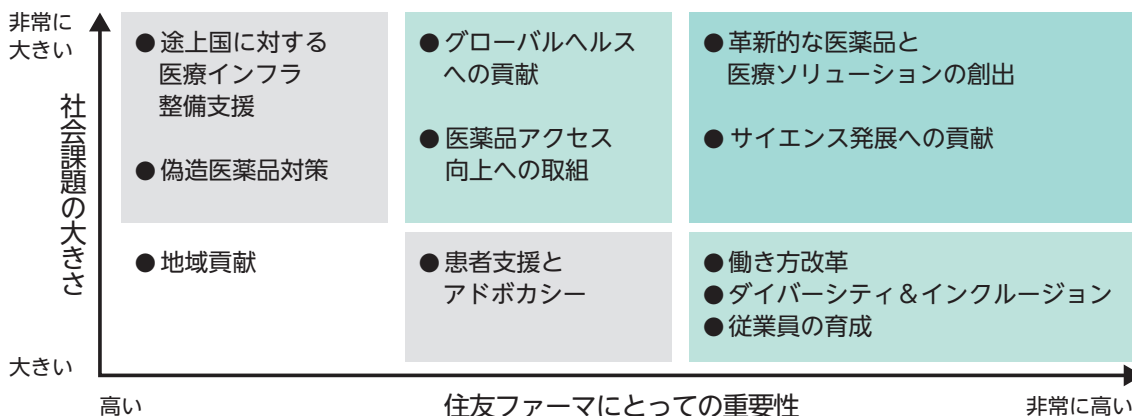 非常に
大きい
社会課題の大きさ
大きい
● 途上国に対する
医療インフラ
整備支援
● 偽造医薬品対策
● グローバルヘルス
への貢献
● 医薬品アクセス
向上への取組
● 革新的な医薬品と
医療ソリューションの創出
● サイエンス発展への貢献
● 地域貢献
● 患者支援と
アドボカシー
● 働き方改革
● ダイバーシティ＆インクルージョン
● 従業員の育成
高い
住友ファーマにとっての重要性
非常に高い